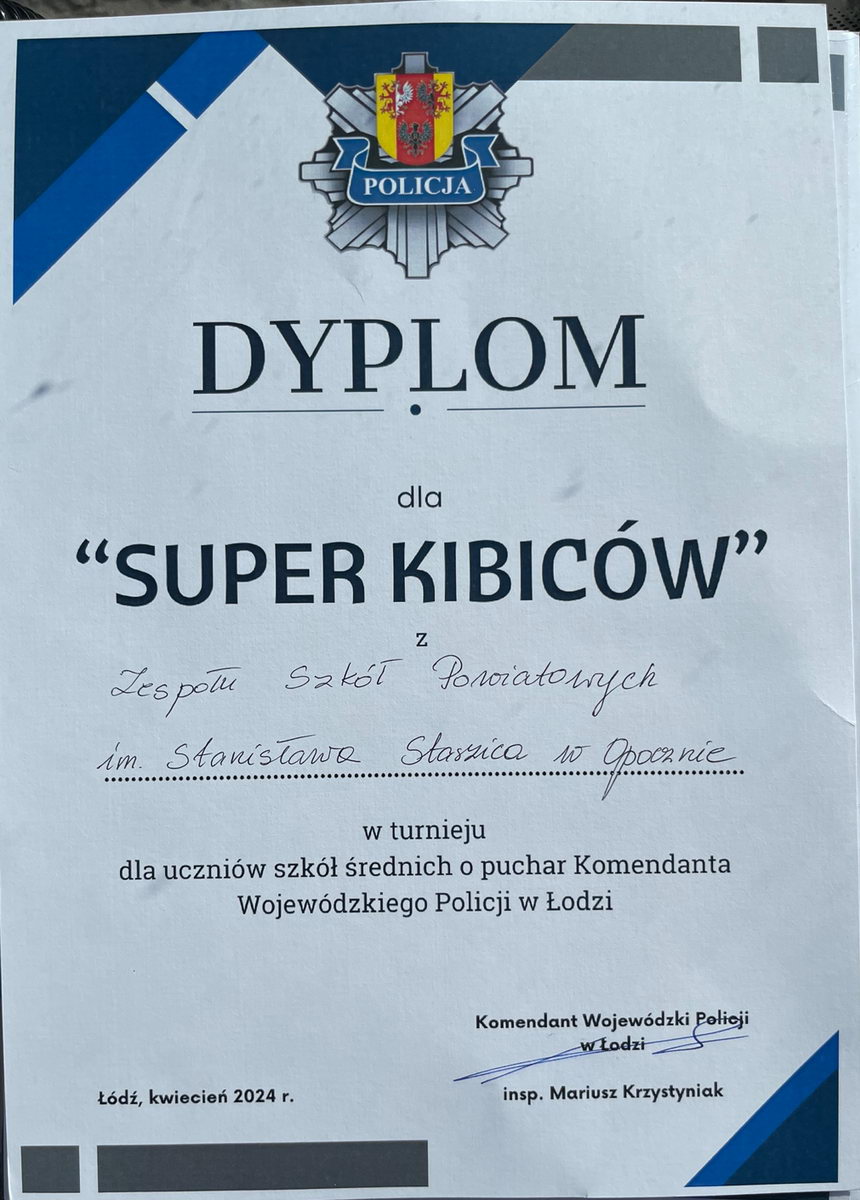 POLICJA
DYPLOM
dla
“SUPER KIBICÓW”
z
Zespołu Szkół Powiatowych
im. Stanisława Staszica w Opocznie
w turnieju
dla uczniów szkół średnich o puchar Komendanta
Wojewódzkiego Policji w Łodzi
Komendant Wojewódzki Policji
w Łodzi
insp. Mariusz Krzystyniak
Łódź, kwiecień 2024 r.